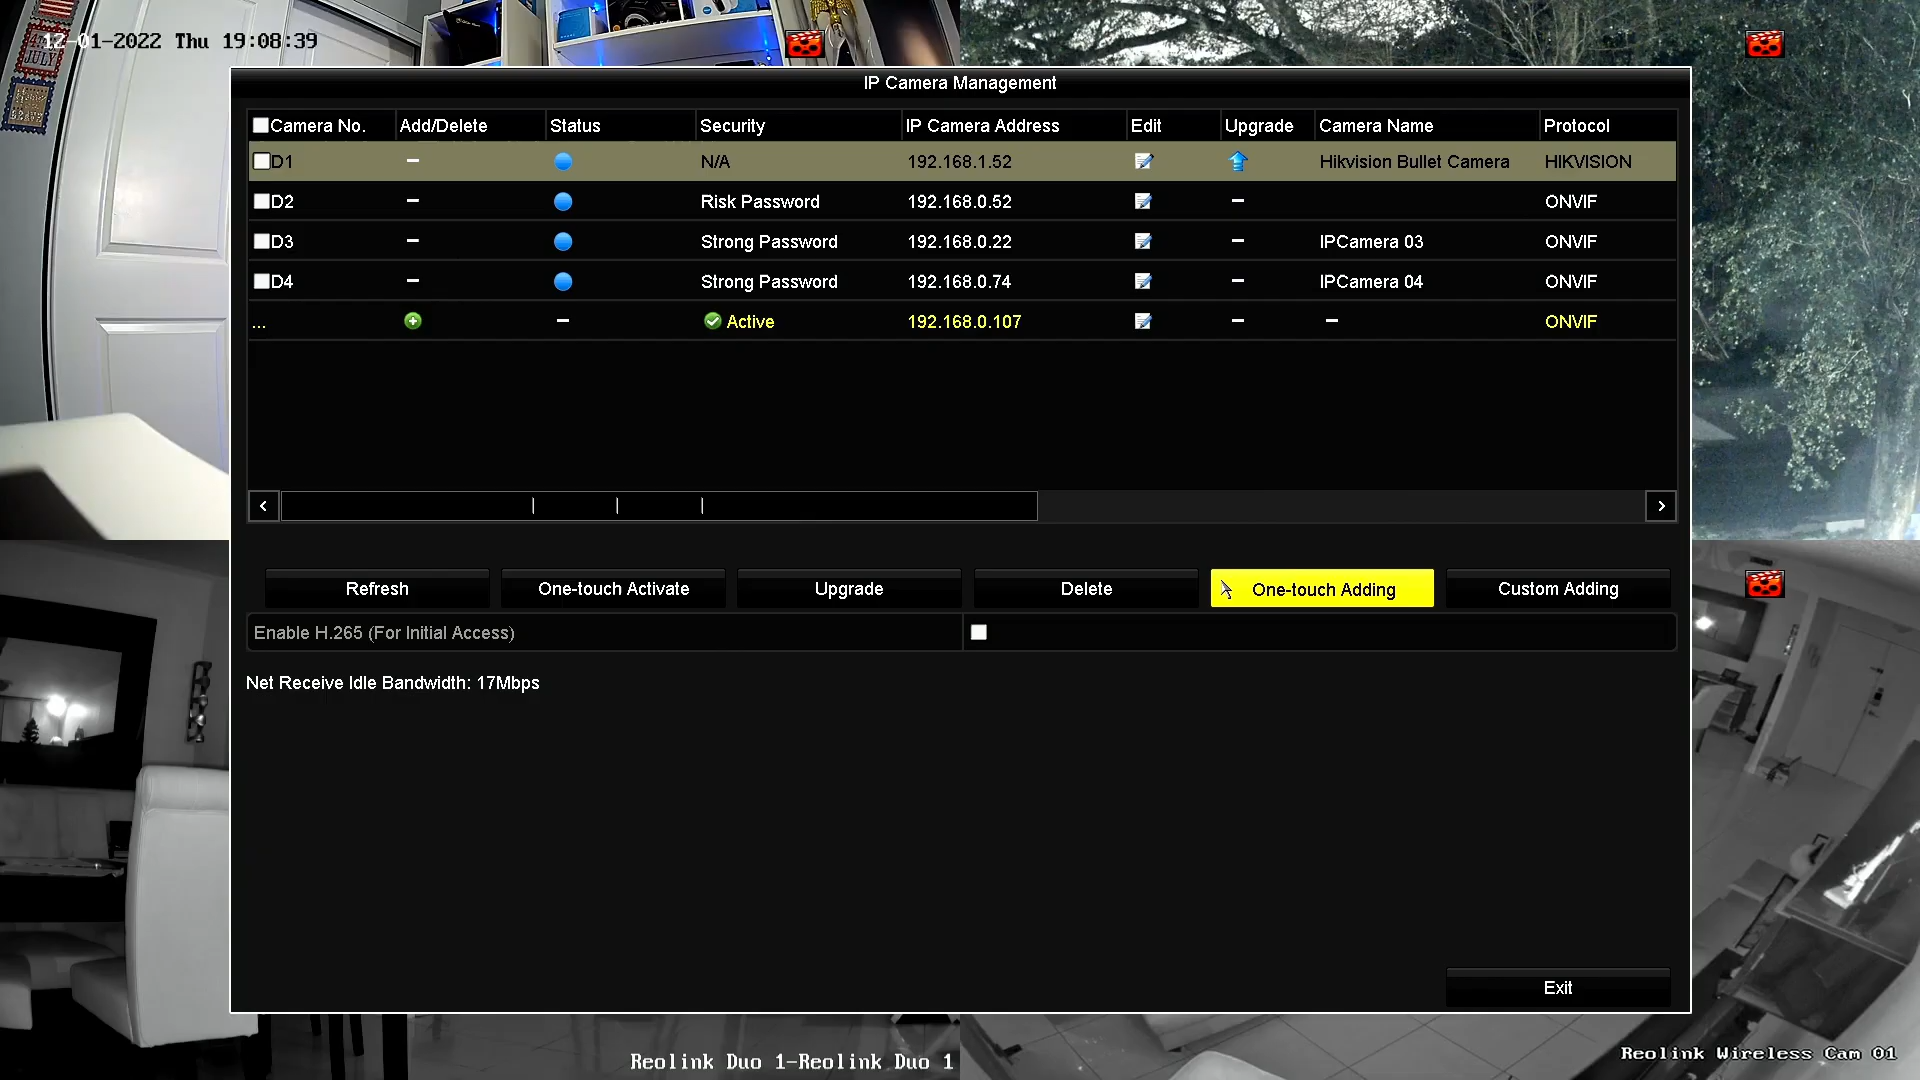 12-01-2022 Thu 19:08:39
IP Camera Management
Camera No. Add/Delete Status Security IP Camera Address Edit Upgrade Camera Name Protocol
D1 N/A 192.168.1.52 Hikvision Bullet Camera HIKVISION
D2 Risk Password 192.168.0.52 ONVIF
D3 Strong Password 192.168.0.22 IPCamera 03 ONVIF
D4 Strong Password 192.168.0.74 IPCamera 04 ONVIF
... Active 192.168.0.107 ONVIF
Refresh One-touch Activate Upgrade Delete One-touch Adding Custom Adding
Enable H.265 (For Initial Access)
Net Receive Idle Bandwidth: 17Mbps
Exit
Reolink Duo 1-Reolink Duo 1
Reolink Wireless Cam 01